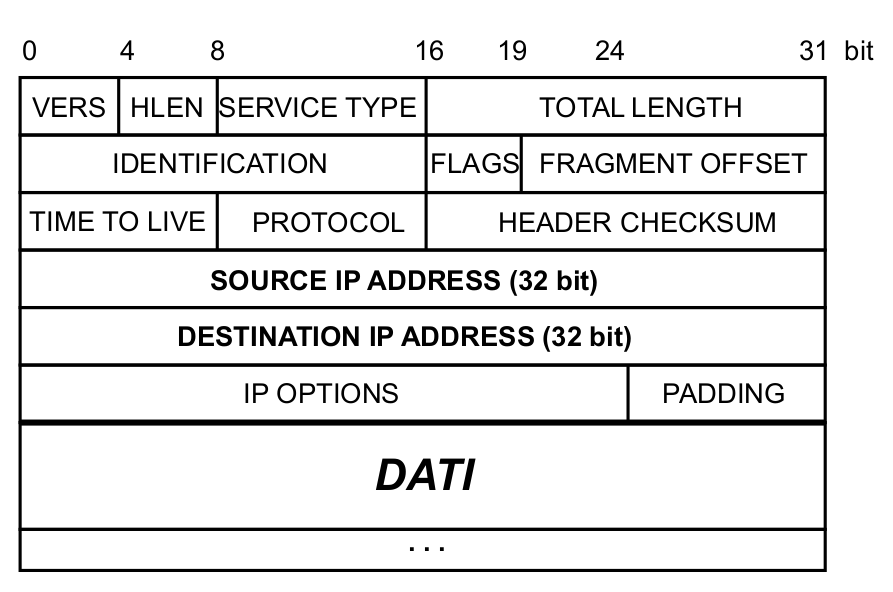 0 4 8 16 19 24 31 bit
VERS HLEN SERVICE TYPE TOTAL LENGTH
IDENTIFICATION FLAGS FRAGMENT OFFSET
TIME TO LIVE PROTOCOL HEADER CHECKSUM
SOURCE IP ADDRESS (32 bit)
DESTINATION IP ADDRESS (32 bit)
IP OPTIONS PADDING
DATI
...